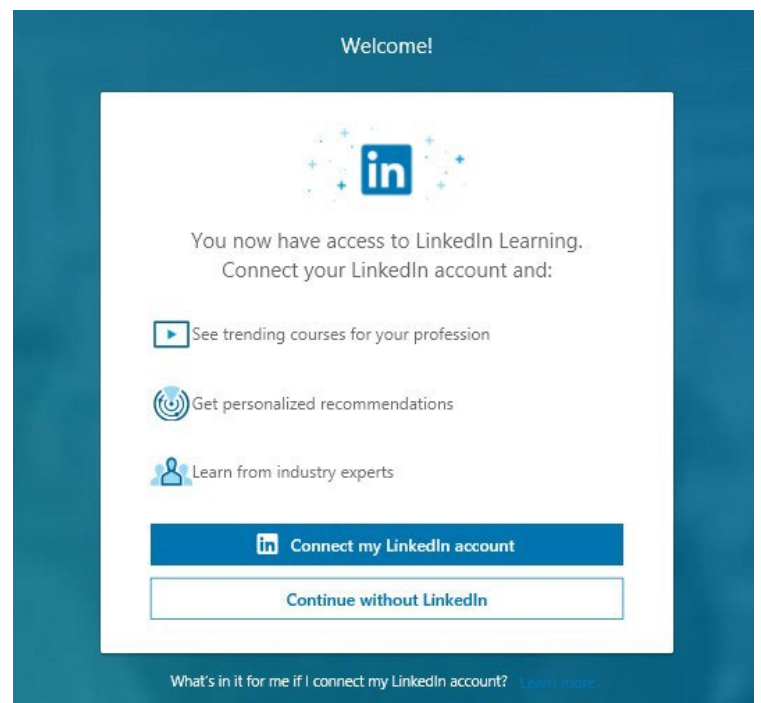 Welcome!
in
You now have access to LinkedIn Learning.
Connect your LinkedIn account and:
See trending courses for your profession
Get personalized recommendations
Learn from industry experts
in Connect my LinkedIn account
Continue without LinkedIn
What's in it for me if I connect my LinkedIn account? Learn more